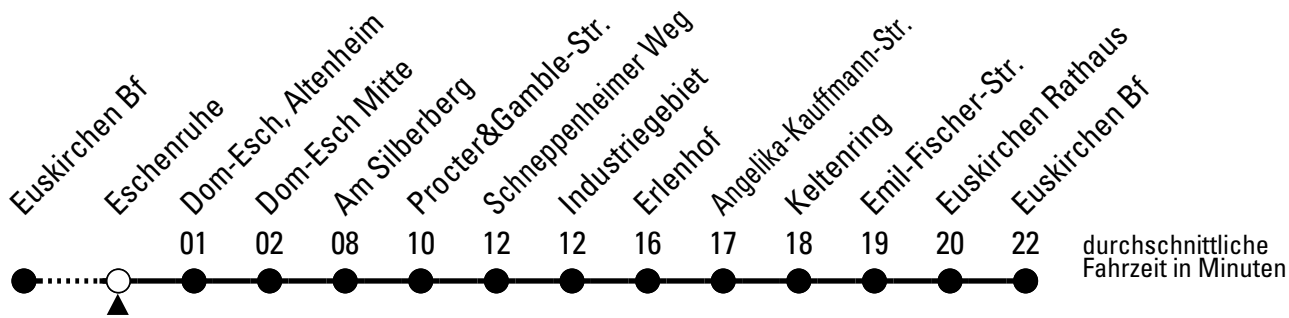 Euskirchen Bf
Eschenruhe
Dom-Esch, Altenheim
Dom-Esch Mitte
Am Silberberg
Procter&Gamble-Str.
Schneppenheimer Weg
Industriegebiet
Erlenhof
Angelika-Kauffmann-Str.
Keltenring
Emil-Fischer-Str.
Euskirchen Rathaus
Euskirchen Bf
01 02 08 10 12 12 16 17 18 19 20 22
durchschnittliche
Fahrzeit in Minuten